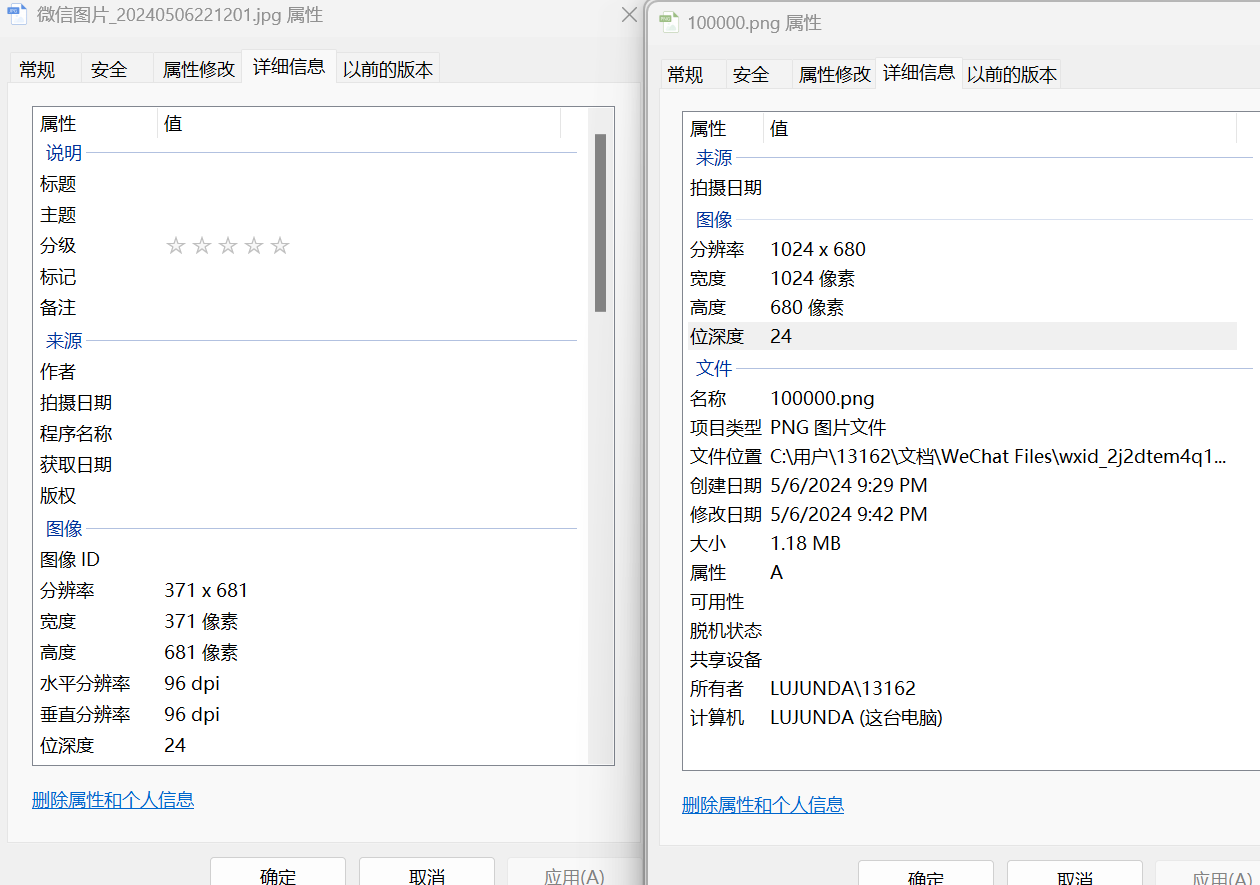 微信图片_20240506221201.jpg 属性
常规 安全 属性修改 详细信息 以前的版本
属性 值
说明
标题
主题
分级 ☆☆☆☆☆
标记
备注
来源
作者
拍摄日期
程序名称
获取日期
版权
图像
图像 ID
分辨率 371 x 681
宽度 371 像素
高度 681 像素
水平分辨率 96 dpi
垂直分辨率 96 dpi
位深度 24
删除属性和个人信息
确定 取消 应用(A)
100000.png 属性
常规 安全 属性修改 详细信息 以前的版本
属性 值
来源
拍摄日期
图像
分辨率 1024 x 680
宽度 1024 像素
高度 680 像素
位深度 24
文件
名称 100000.png
项目类型 PNG 图片文件
文件位置 C:\用户\13162\文档\WeChat Files\wxid_2j2dtem4q1...
创建日期 5/6/2024 9:29 PM
修改日期 5/6/2024 9:42 PM
大小 1.18 MB
属性 A
可用性
脱机状态
共享设备
所有者 LUJUNDA\13162
计算机 LUJUNDA (这台电脑)
删除属性和个人信息
确定 取消 应用(A)